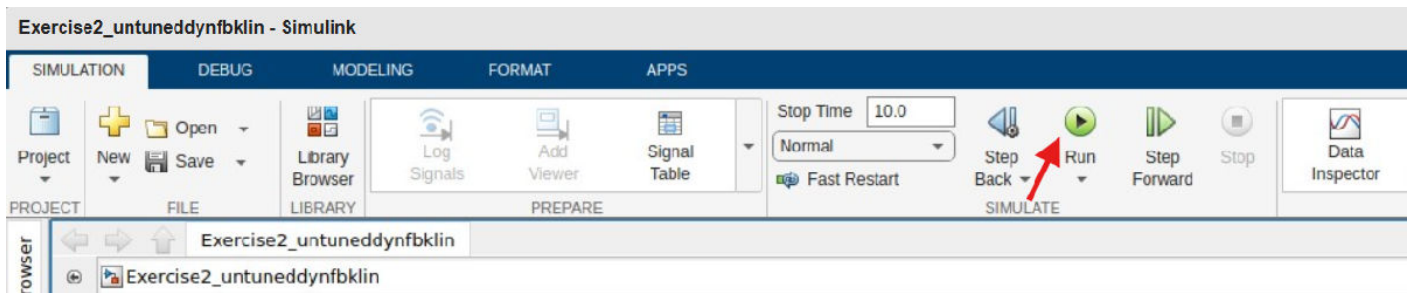 Exercise2_untuneddynfbklin - Simulink
SIMULATION DEBUG MODELING FORMAT APPS
Project
New
Open
Save
Library
Browser
Log
Signals
Add
Viewer
Signal
Table
Stop Time 10.0
Normal
Fast Restart
Step
Back
Run
Step
Forward
Stop
Data
Inspector
PROJECT FILE LIBRARY PREPARE SIMULATE
Exercise2_untuneddynfbklin
Exercise2_untuneddynfbklin
rowser